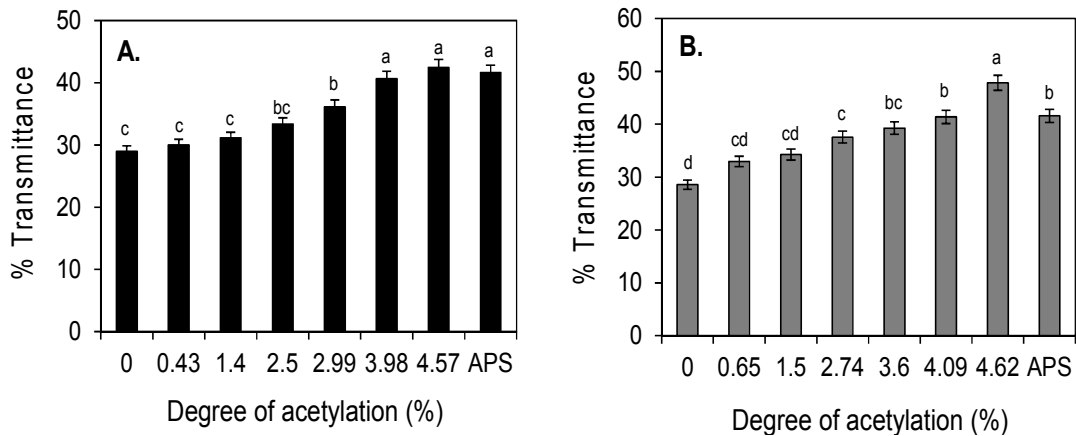 50
40
30
20
10
0
% Transmittance
A.
c c c bc b a a a
0 0.43 1.4 2.5 2.99 3.98 4.57 APS
Degree of acetylation (%)
60
50
40
30
20
10
0
% Transmittance
B.
d cd cd c bc b a b
0 0.65 1.5 2.74 3.6 4.09 4.62 APS
Degree of acetylation (%)